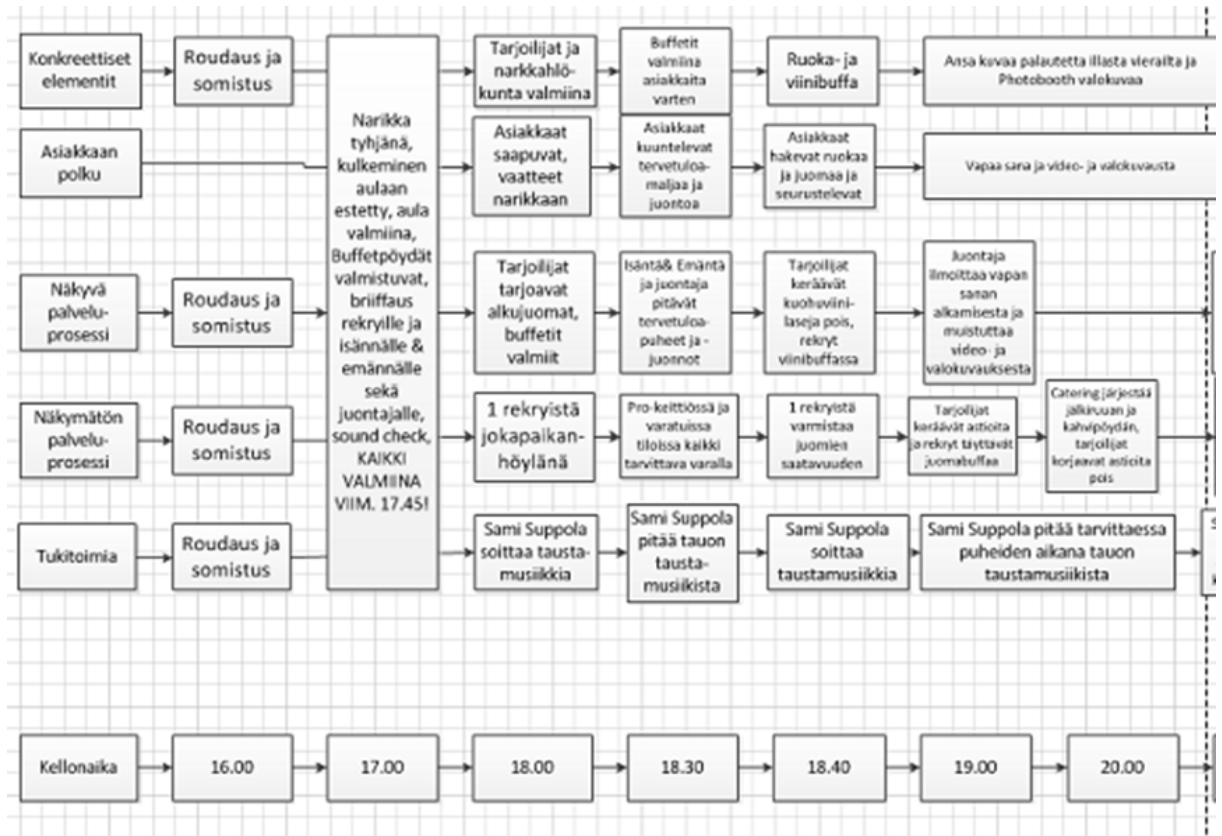 Konkreettiset
elementit
Roudaus ja
somistus
Narikka
tyhjänä,
kulkeminen
aulaan
estetty, aula
valmiina,
Buffetpöydät
valmistuvat,
briiffaus
rekryille ja
isännälle &
emännälle
sekä
juontajalle,
sound check,
KAIKKI
VALMIINA
VIIM. 17.45!
Tarjoilijat ja
narkkahlö-
kunta valmiina
Buffetit
valmiina
asiakkaita
varten
Ruoka- ja
viinibuffa
Ansa kuvaa palautetta illasta vierailta ja
Photobooth valokuvaa
Asiakkaan
polku
Asiakkaat
saapuvat,
vaatteet
narikkaan
Asiakkaat
kuuntelevat
tervetuloa-
maljaa ja
juontoa
Asiakkaat
hakevat ruokaa
ja juomaa ja
seurustelevat
Vapaa sana ja video- ja valokuvausta
Näkyvä
palvelu-
prosessi
Roudaus ja
somistus
Tarjoilijat
tarjoavat
alkujuomat,
buffetit
valmiit
Isäntä& Emäntä
ja juontaja
pitävät
tervetuloa-
puheet ja -
juonnot
Tarjoilijat
keräävät
kuohuviini-
laseja pois,
rekryt
viinibuffassa
Juontaja
ilmoittaa vapan
sanan
alkamisesta ja
muistuttaa
video- ja
valokuvauksesta
Näkymätön
palvelu-
prosessi
Roudaus ja
somistus
1 rekryistä
jokapaikan-
höylänä
Pro-keittiössä ja
varatuissa
tiloissa kaikki
tarvittava varalla
1 rekryistä
varmistaa
juomien
saatavuuden
Tarjoilijat
keräävät astioita
ja rekryt täyttävät
juomabuffaa
Catering järjestää
jälkiruuan ja
kahvipöydän,
tarjoilijat
korjaavat astioita
pois
Tukitoimia
Roudaus ja
somistus
Sami Suppola
soittaa tausta-
musiikkia
Sami Suppola
pitää tauon
tausta-
musiikista
Sami Suppola
soittaa
taustamusiikkia
Sami Suppola pitää tarvittaessa
puheiden aikana tauon
taustamusiikista
Kellonaika
16.00
17.00
18.00
18.30
18.40
19.00
20.00